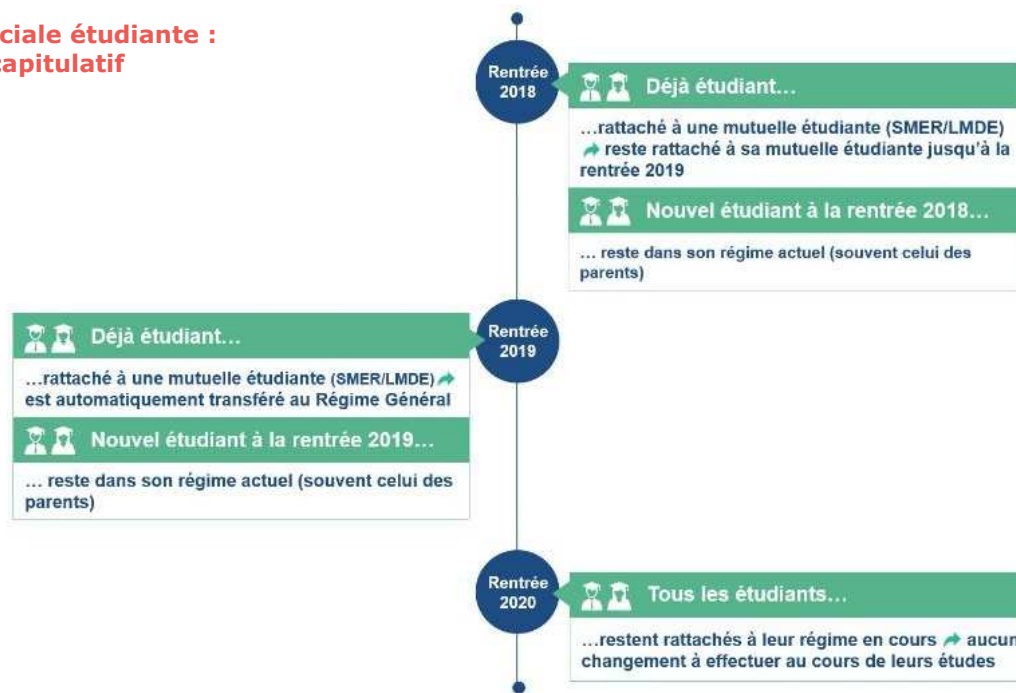 ciale étudiante :
capitulatif
Rentrée
2018
Déjà étudiant...
...rattaché à une mutuelle étudiante (SMER/LMDE)
reste rattaché à sa mutuelle étudiante jusqu'à la
rentrée 2019
Nouvel étudiant à la rentrée 2018...
... reste dans son régime actuel (souvent celui des
parents)
Rentrée
2019
Déjà étudiant...
...rattaché à une mutuelle étudiante (SMER/LMDE)
est automatiquement transféré au Régime Général
Nouvel étudiant à la rentrée 2019...
... reste dans son régime actuel (souvent celui des
parents)
Rentrée
2020
Tous les étudiants...
...restent rattachés à leur régime en cours aucun
changement à effectuer au cours de leurs études